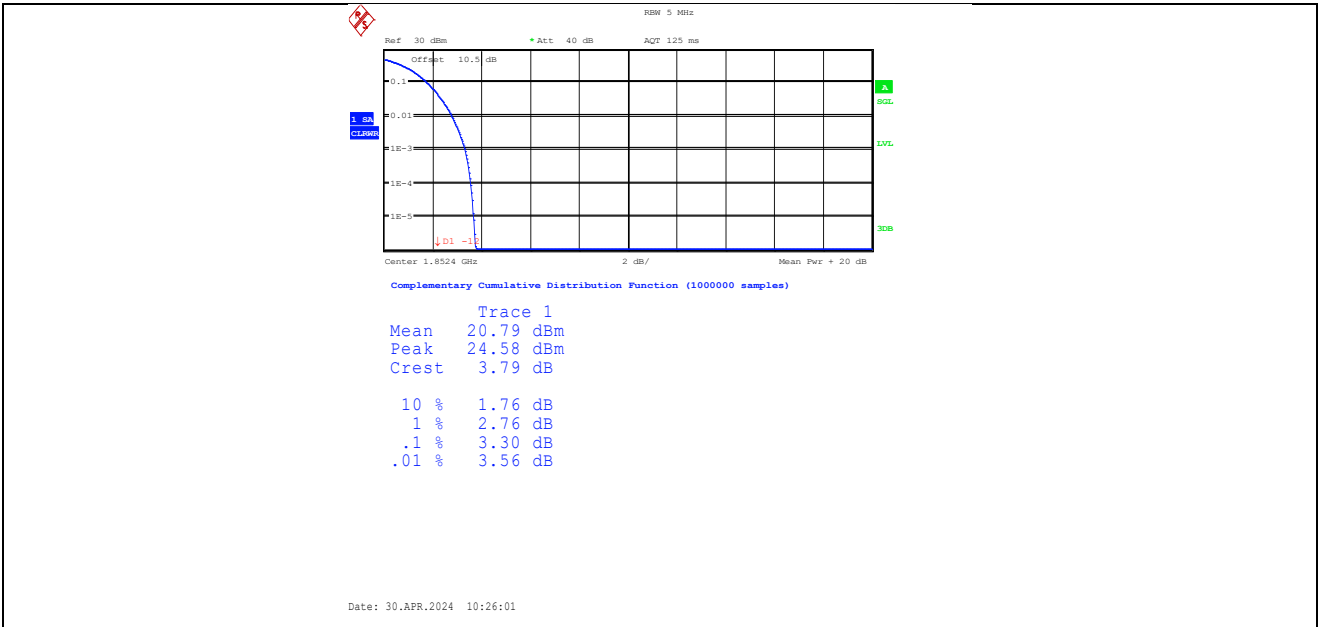 R S
RBW 5 MHz
Ref 30 dBm * Att 40 dB AQT 125 ms
Offset 10.5 dB
0.1
A
SGL
0.01
1 SA
CLRWR
1E-3
LVL
1E-4
1E-5
3DB
D1 -12
Center 1.8524 GHz 2 dB/ Mean Pwr + 20 dB
Complementary Cumulative Distribution Function (1000000 samples)
Trace 1
Mean 20.79 dBm
Peak 24.58 dBm
Crest 3.79 dB
10 % 1.76 dB
1 % 2.76 dB
.1 % 3.30 dB
.01 % 3.56 dB
Date: 30.APR.2024 10:26:01